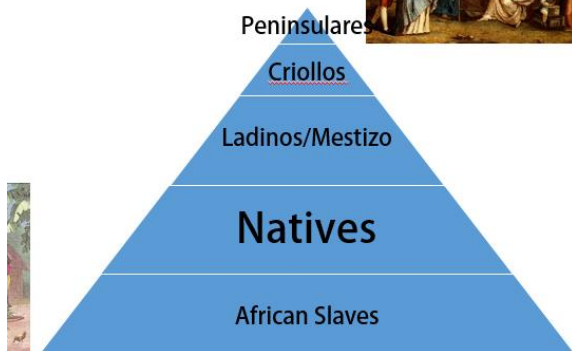 Peninsulares
Criollos
Ladinos/Mestizo
Natives
African Slaves